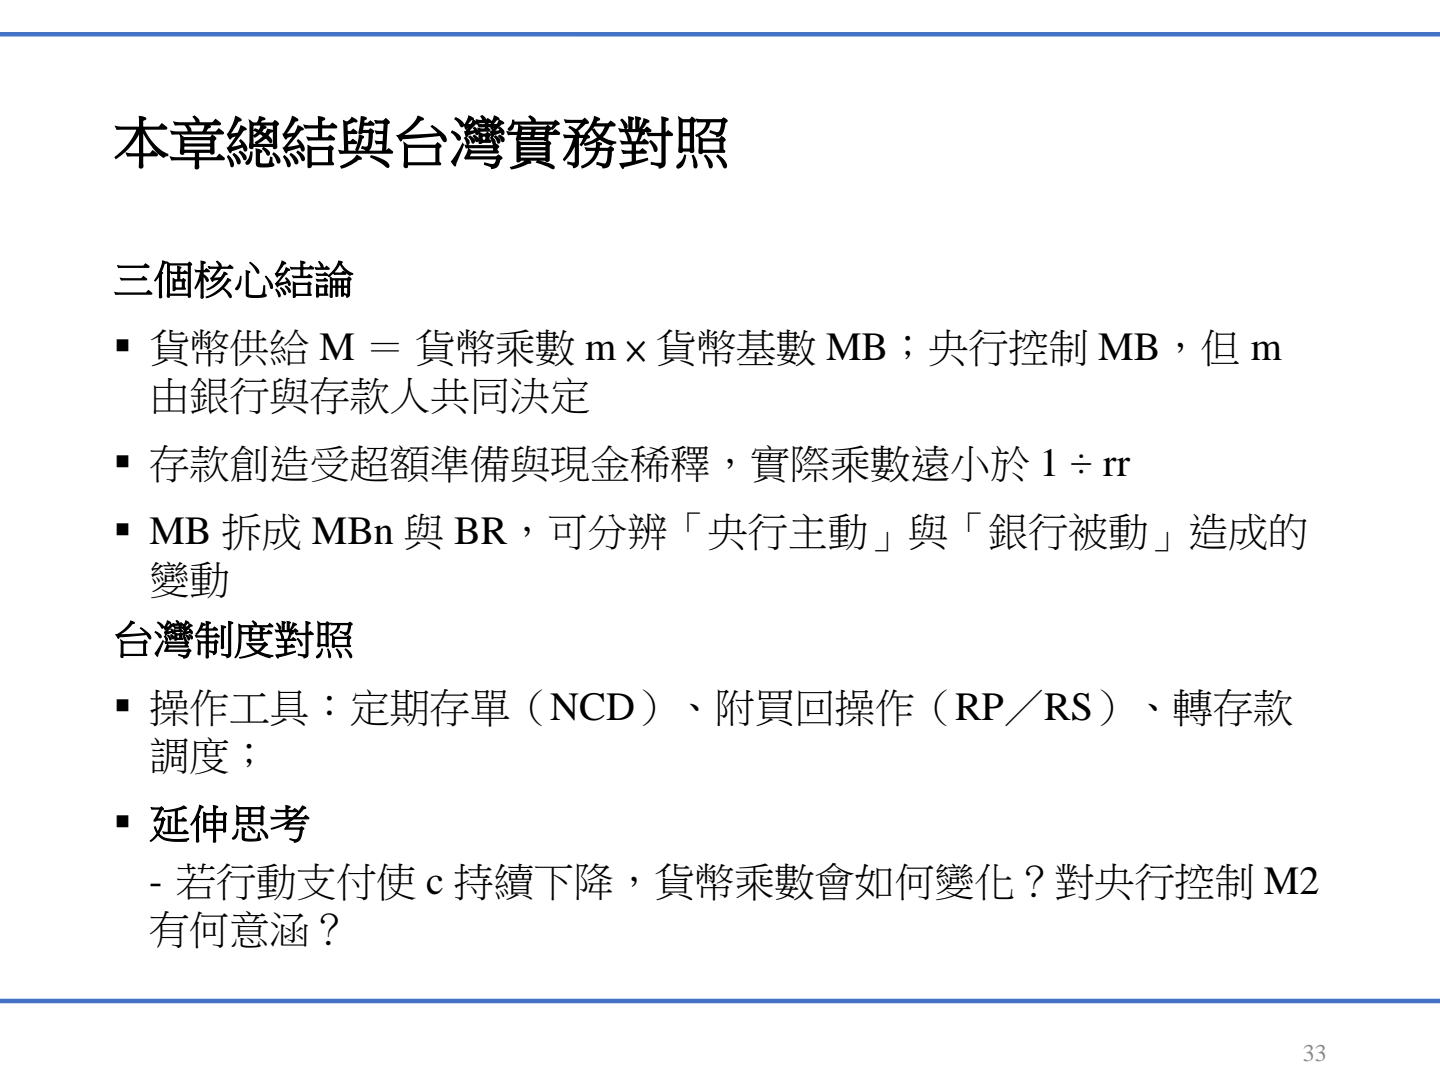 本章總結與台灣實務對照
三個核心結論
▪ 貨幣供給 M ＝ 貨幣乘數 m × 貨幣基數 MB；央行控制 MB，但 m
由銀行與存款人共同決定
▪ 存款創造受超額準備與現金稀釋，實際乘數遠小於 1 ÷ rr
▪ MB 拆成 MBn 與 BR，可分辨「央行主動」與「銀行被動」造成的
變動
台灣制度對照
▪ 操作工具：定期存單（NCD）、附買回操作（RP／RS）、轉存款
調度；
▪ 延伸思考
- 若行動支付使 c 持續下降，貨幣乘數會如何變化？對央行控制 M2
有何意涵？
33